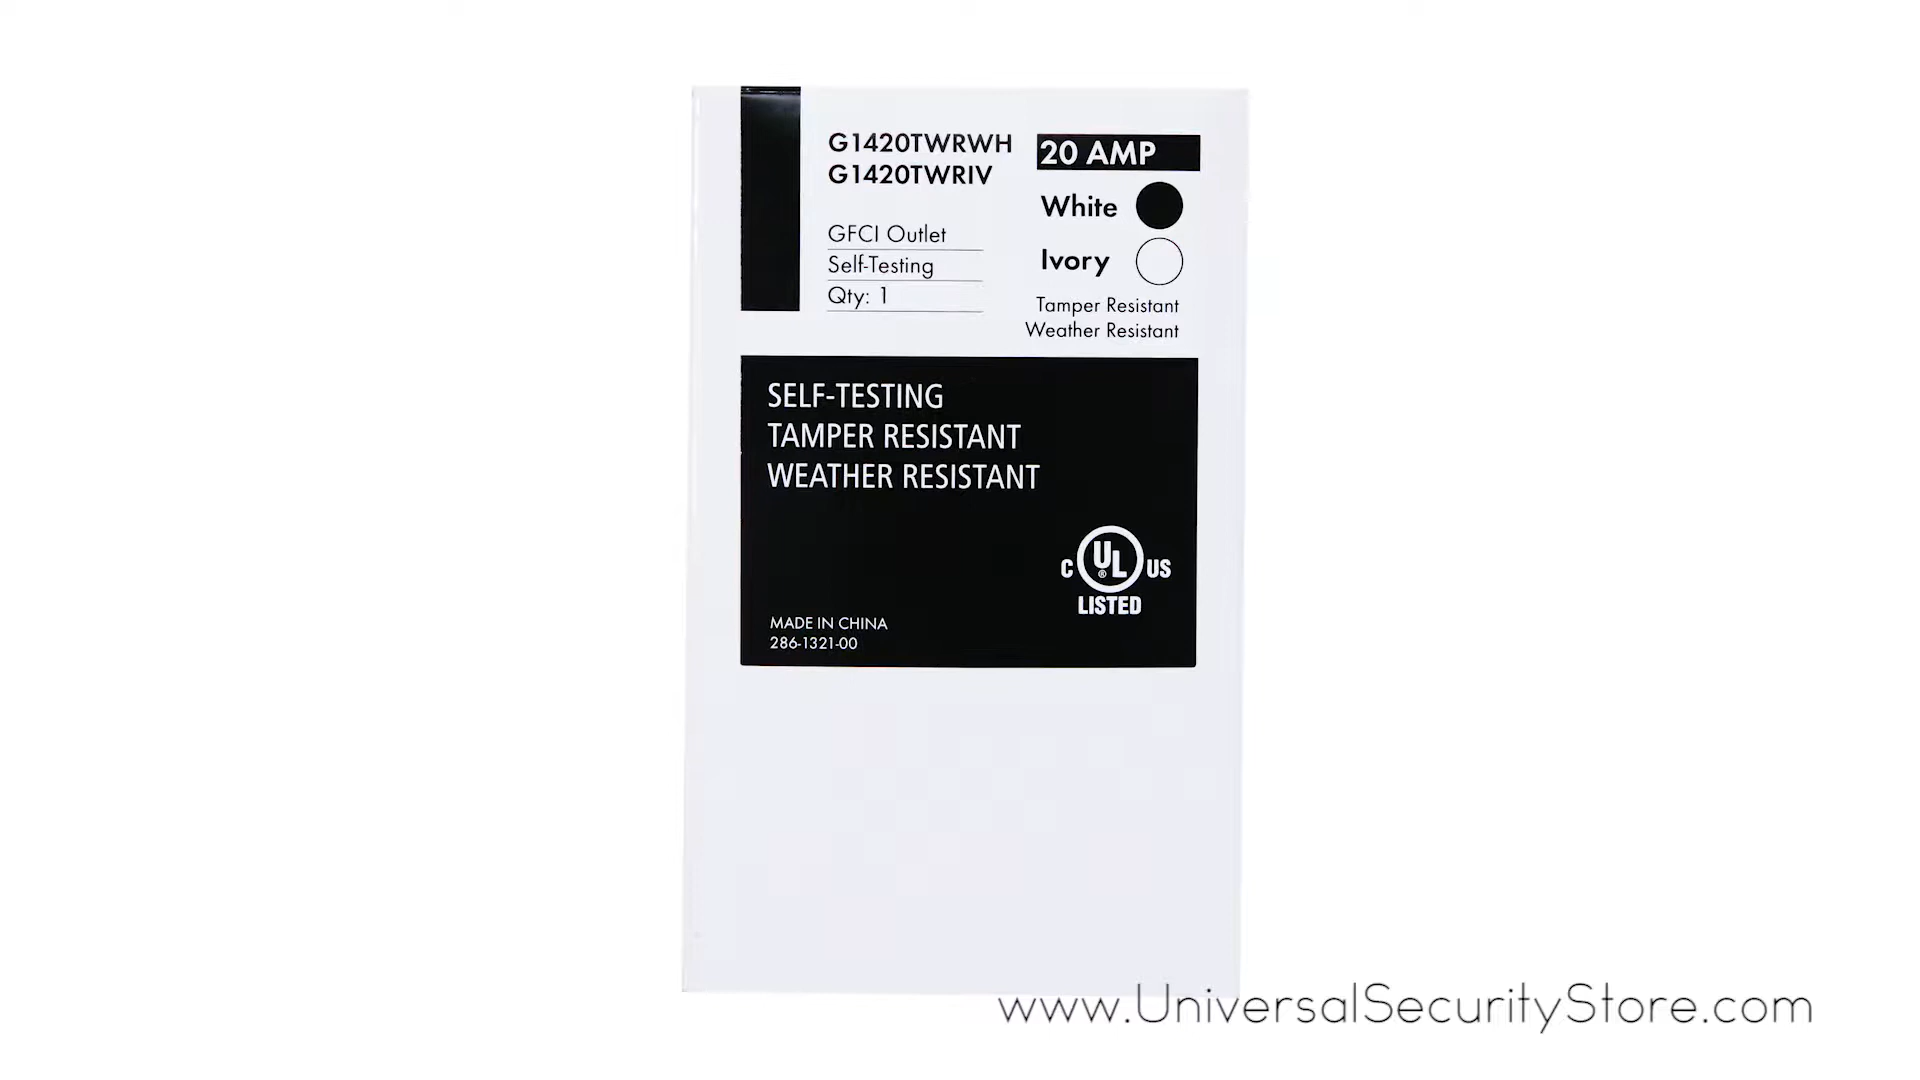 G1420TWRWH
G1420TWRIV
20 AMP
White
Ivory
GFCI Outlet
Self-Testing
Qty: 1
Tamper Resistant
Weather Resistant
SELF-TESTING
TAMPER RESISTANT
WEATHER RESISTANT
C UL® US
LISTED
MADE IN CHINA
286-1321-00
www.UniversalSecurityStore.com